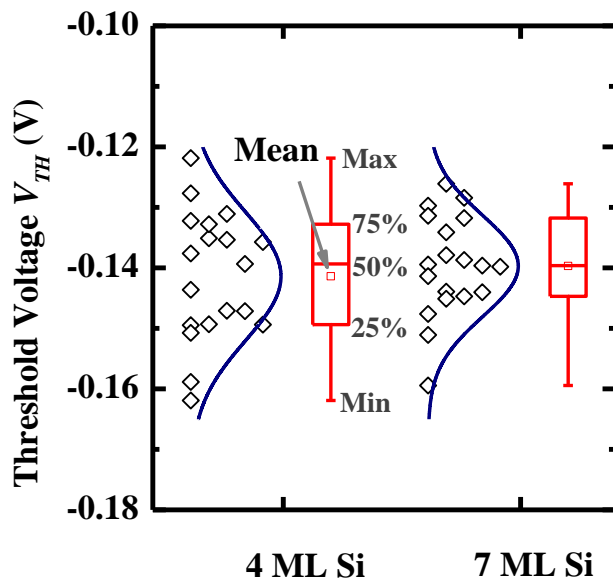 -0.10
-0.12
-0.14
-0.16
-0.18
Threshold Voltage V_TH (V)
Mean
Max
75%
50%
25%
Min
4 ML Si
7 ML Si